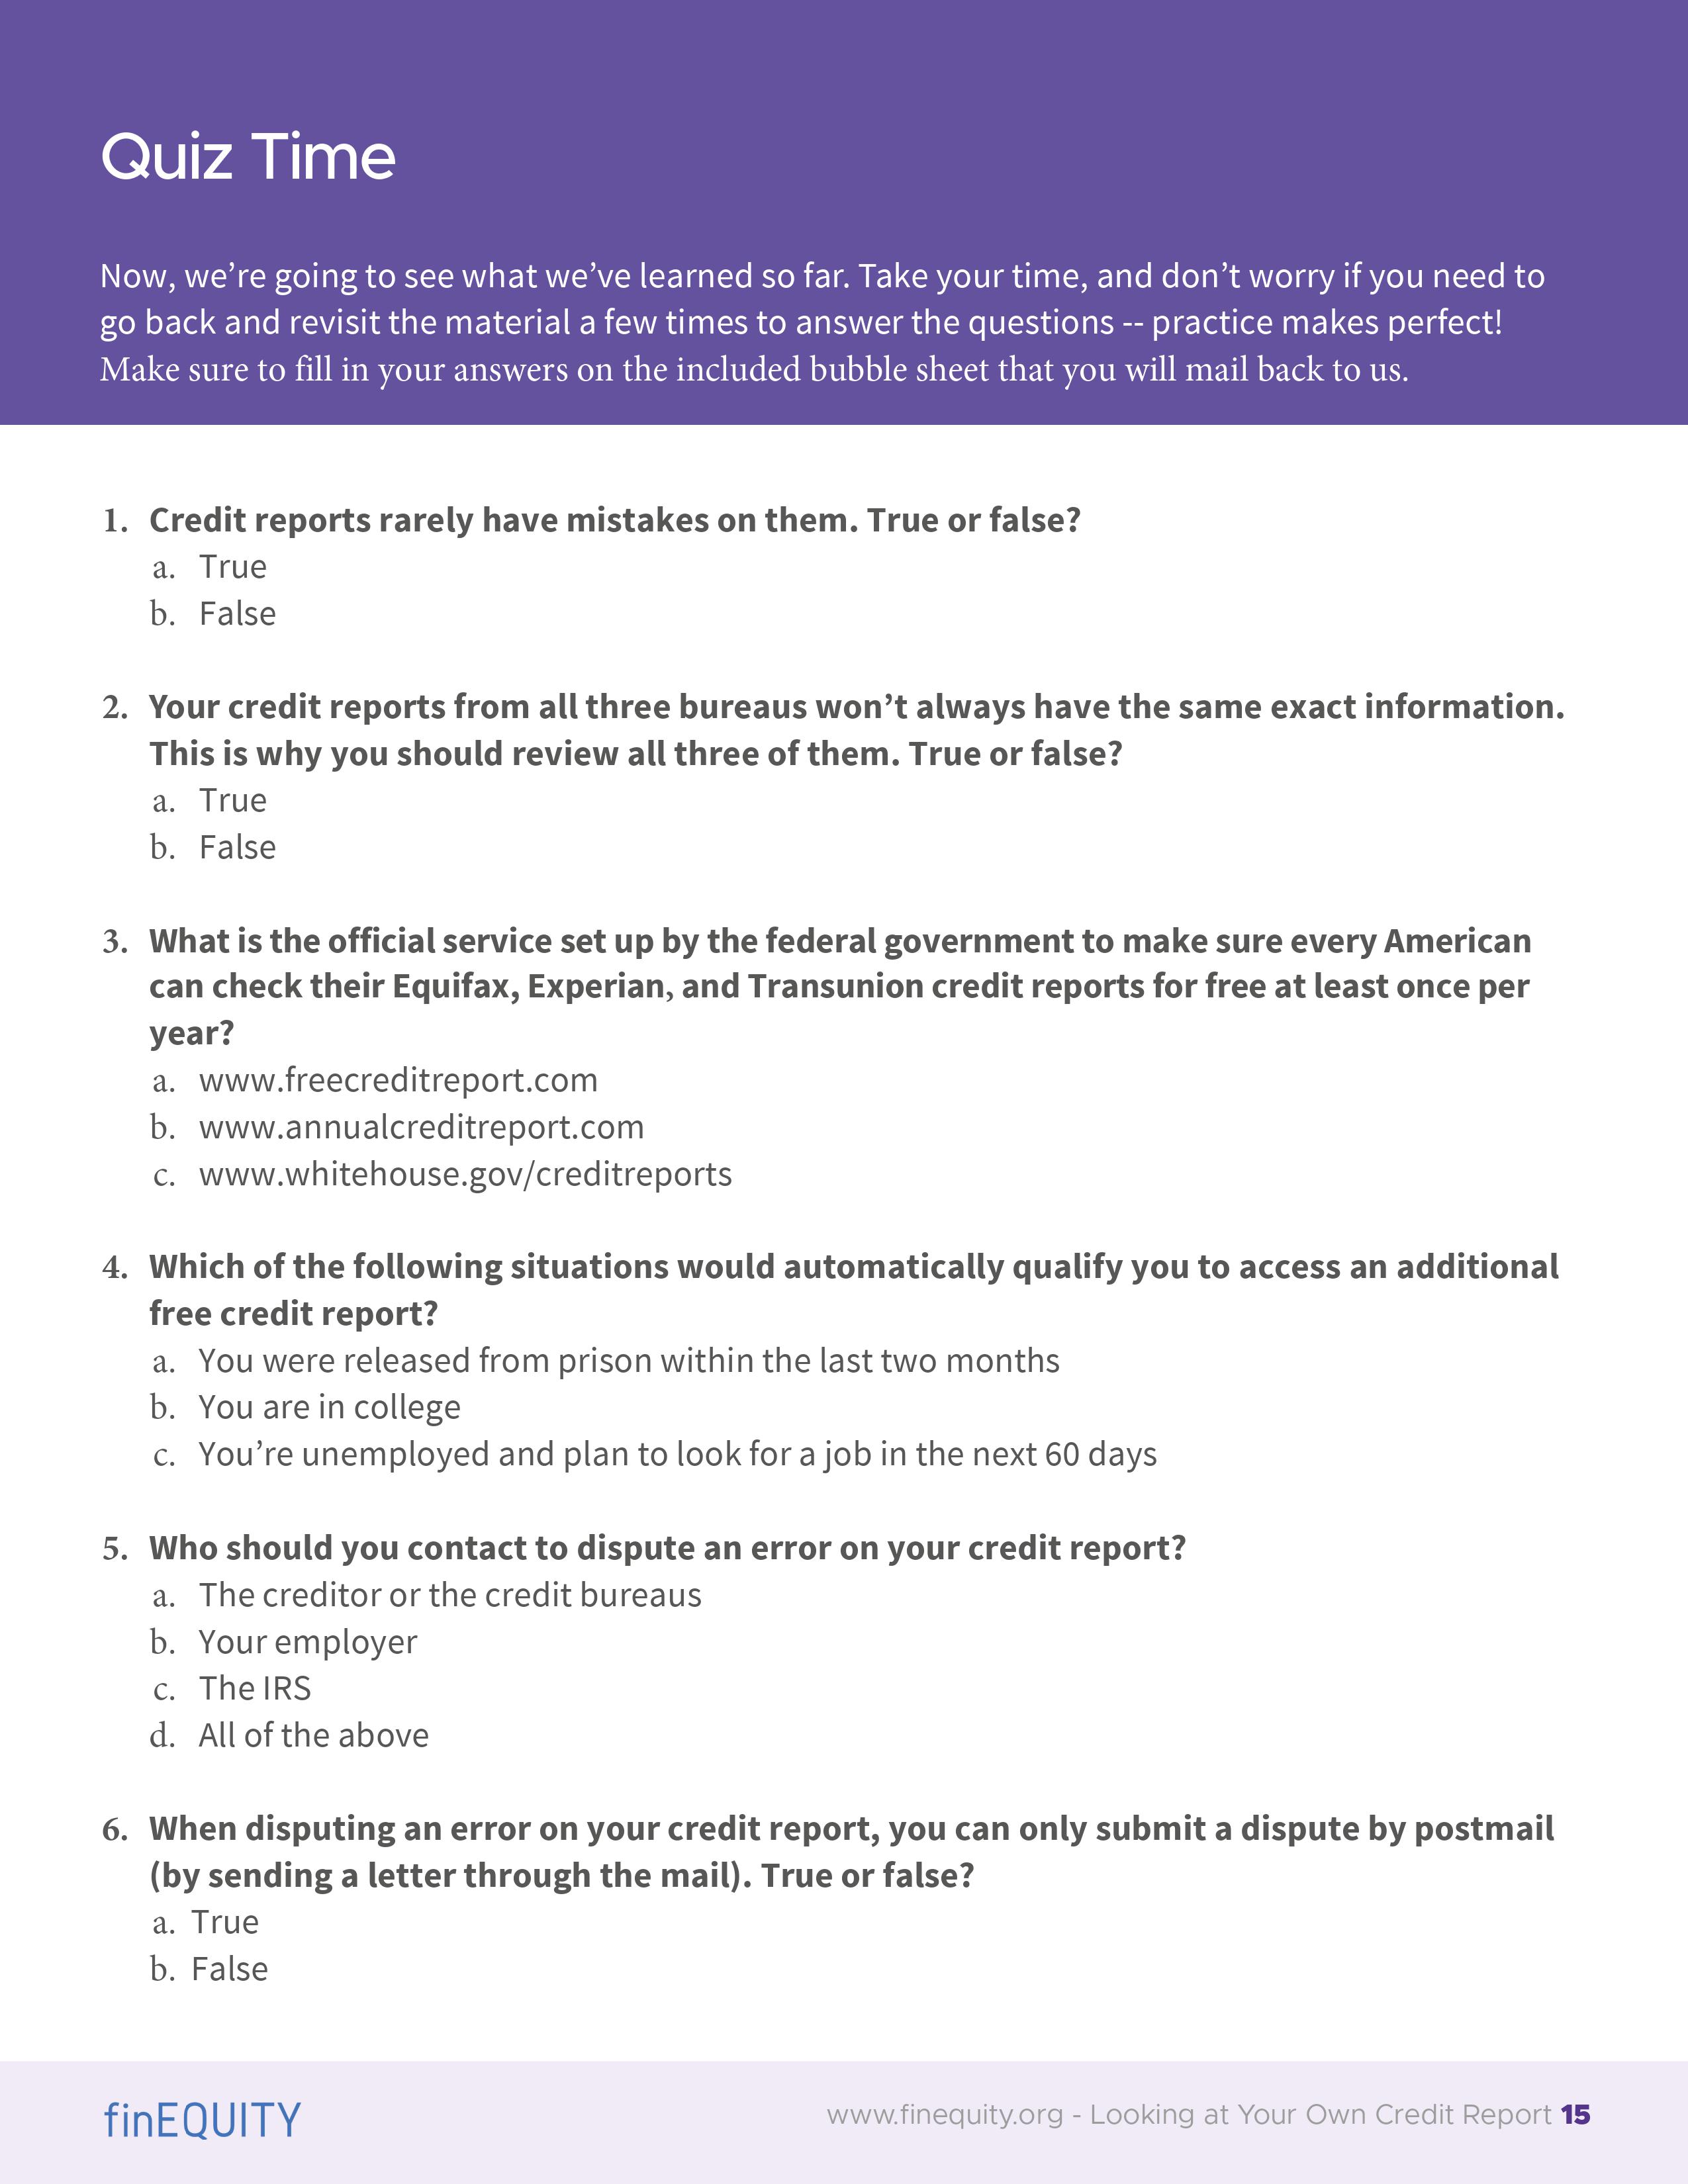 Quiz Time
Now, we’re going to see what we’ve learned so far. Take your time, and don’t worry if you need to
go back and revisit the material a few times to answer the questions -- practice makes perfect!
Make sure to fill in your answers on the included bubble sheet that you will mail back to us.
1. Credit reports rarely have mistakes on them. True or false?
a. True
b. False
2. Your credit reports from all three bureaus won’t always have the same exact information.
This is why you should review all three of them. True or false?
a. True
b. False
3. What is the official service set up by the federal government to make sure every American
can check their Equifax, Experian, and Transunion credit reports for free at least once per
year?
a. www.freecreditreport.com
b. www.annualcreditreport.com
c. www.whitehouse.gov/creditreports
4. Which of the following situations would automatically qualify you to access an additional
free credit report?
a. You were released from prison within the last two months
b. You are in college
c. You’re unemployed and plan to look for a job in the next 60 days
5. Who should you contact to dispute an error on your credit report?
a. The creditor or the credit bureaus
b. Your employer
c. The IRS
d. All of the above
6. When disputing an error on your credit report, you can only submit a dispute by postmail
(by sending a letter through the mail). True or false?
a. True
b. False
finEQUITY
www.finequity.org - Looking at Your Own Credit Report 15